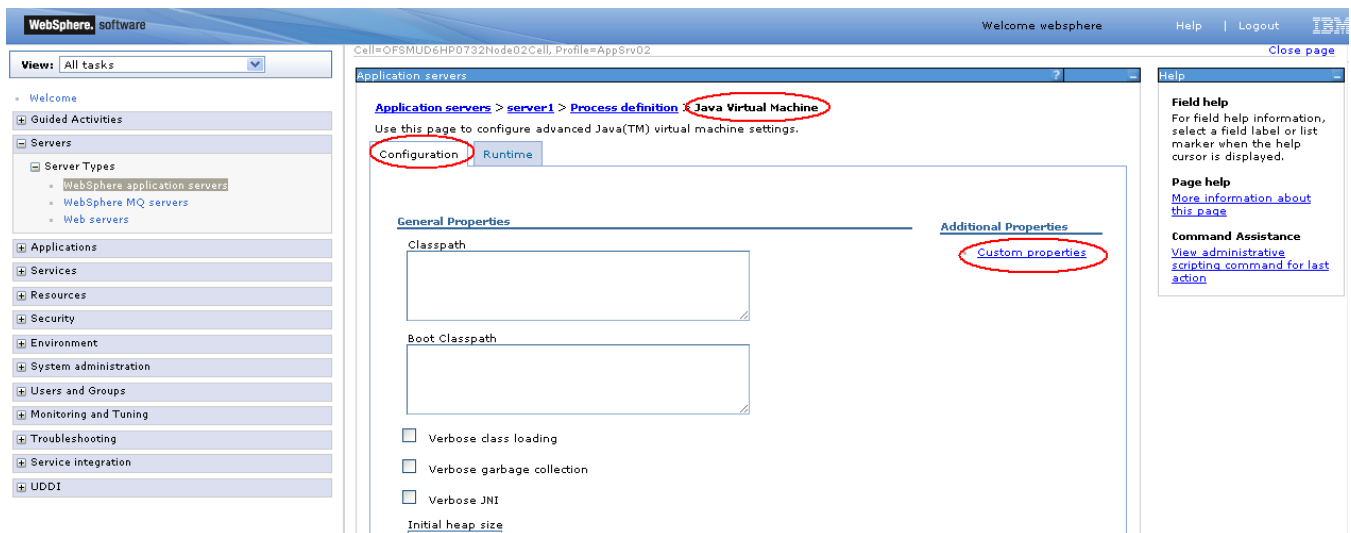 WebSphere. software
Welcome websphere
Help | Logout
IBM
View: All tasks
Welcome
Guided Activities
Servers
Server Types
WebSphere application servers
WebSphere MQ servers
Web servers
Applications
Services
Resources
Security
Environment
System administration
Users and Groups
Monitoring and Tuning
Troubleshooting
Service integration
UDDI
Cell=OFSMUD6HP0732Node02Cell, Profile=AppSrv02
Close page
Application servers
?
Application servers > server1 > Process definition > Java Virtual Machine
Use this page to configure advanced Java(TM) virtual machine settings.
Configuration
Runtime
General Properties
Classpath
Boot Classpath
Verbose class loading
Verbose garbage collection
Verbose JNI
Initial heap size
Additional Properties
Custom properties
Help
Field help
For field help information,
select a field label or list
marker when the help
cursor is displayed.
Page help
More information about
this page
Command Assistance
View administrative
scripting command for last
action